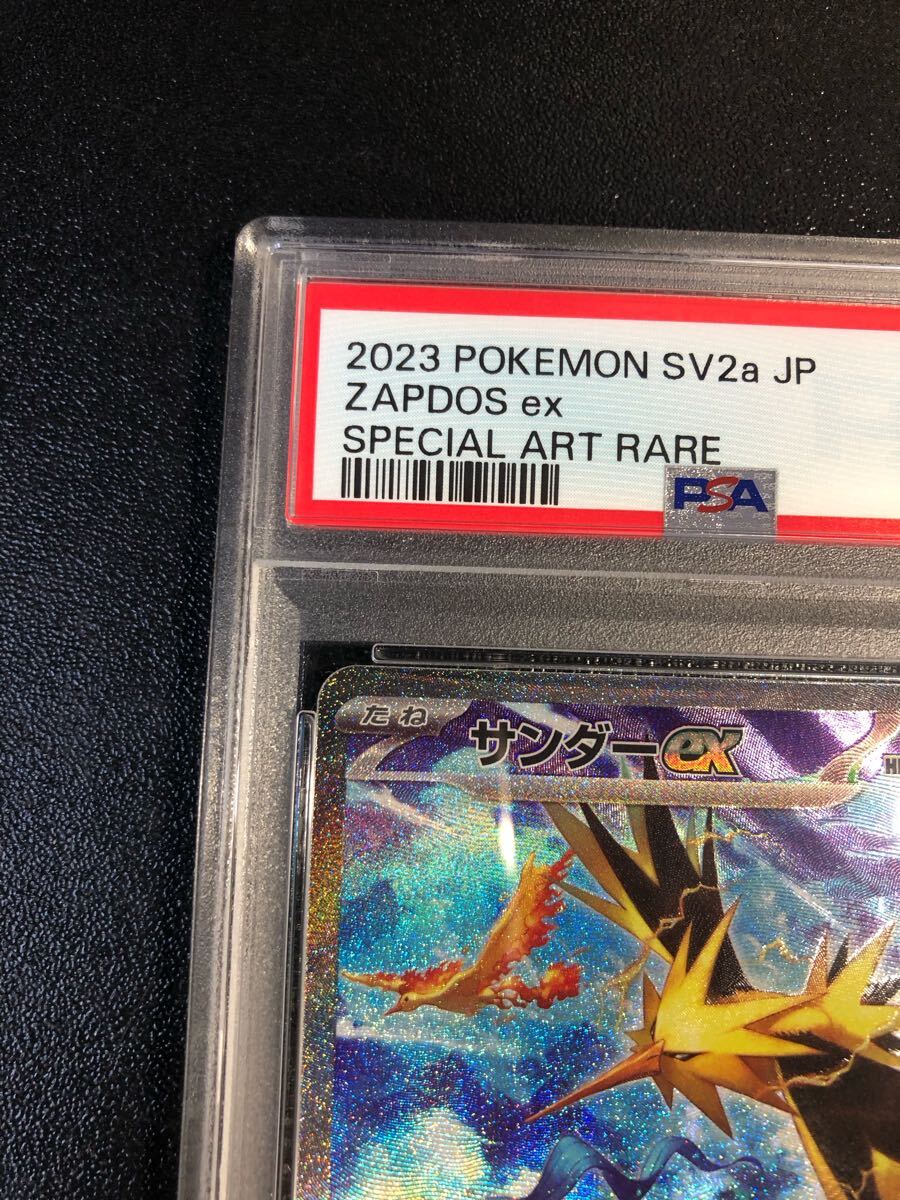 2023 POKEMON SV2a JP
ZAPDOS ex
SPECIAL ART RARE
PSA
たね
サンダーex